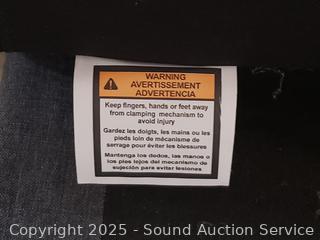 WARNING
AVERTISSEMENT
ADVERTENCIA
Keep fingers, hands or feet away
from clamping mechanism to
avoid injury
Gardez les doigts, les mains ou les
pieds loin de mécanisme de
serrage pour éviter les blessures
Mantenga los dedos, las manos o
los pies lejos del mecanismo de
sujeción para evitar lesiones
Copyright 2025 - Sound Auction Service